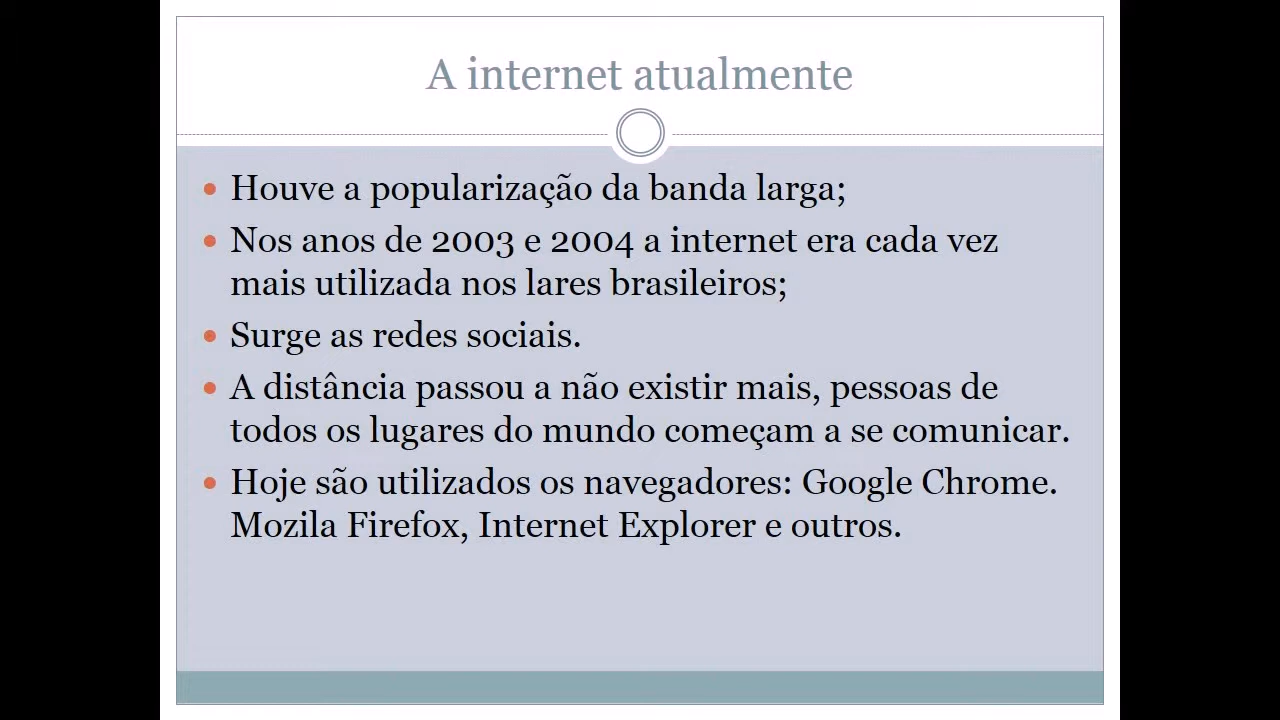 A internet atualmente
Houve a popularização da banda larga;
Nos anos de 2003 e 2004 a internet era cada vez
mais utilizada nos lares brasileiros;
Surge as redes sociais.
A distância passou a não existir mais, pessoas de
todos os lugares do mundo começam a se comunicar.
Hoje são utilizados os navegadores: Google Chrome.
Mozila Firefox, Internet Explorer e outros.